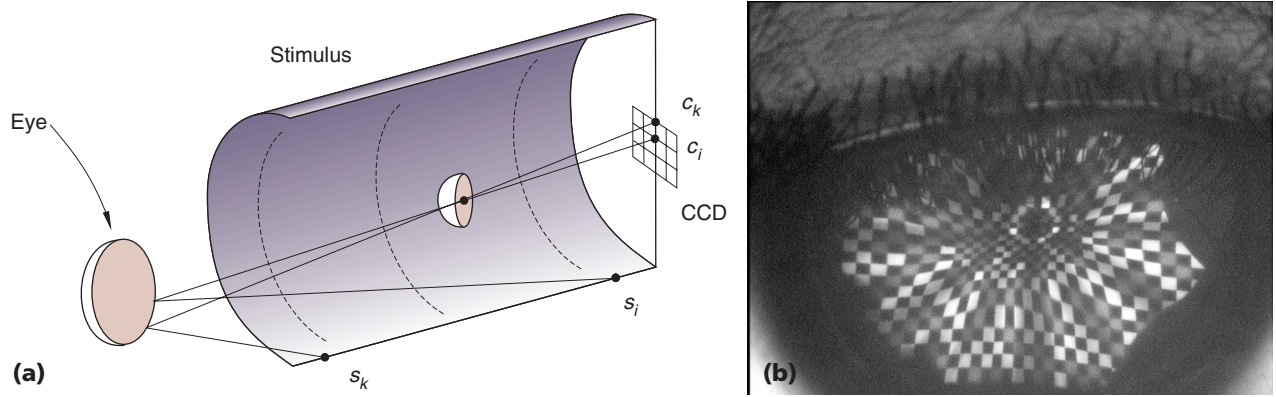 Stimulus
Eye
c_k
c_i
CCD
s_i
s_k
(a)
(b)